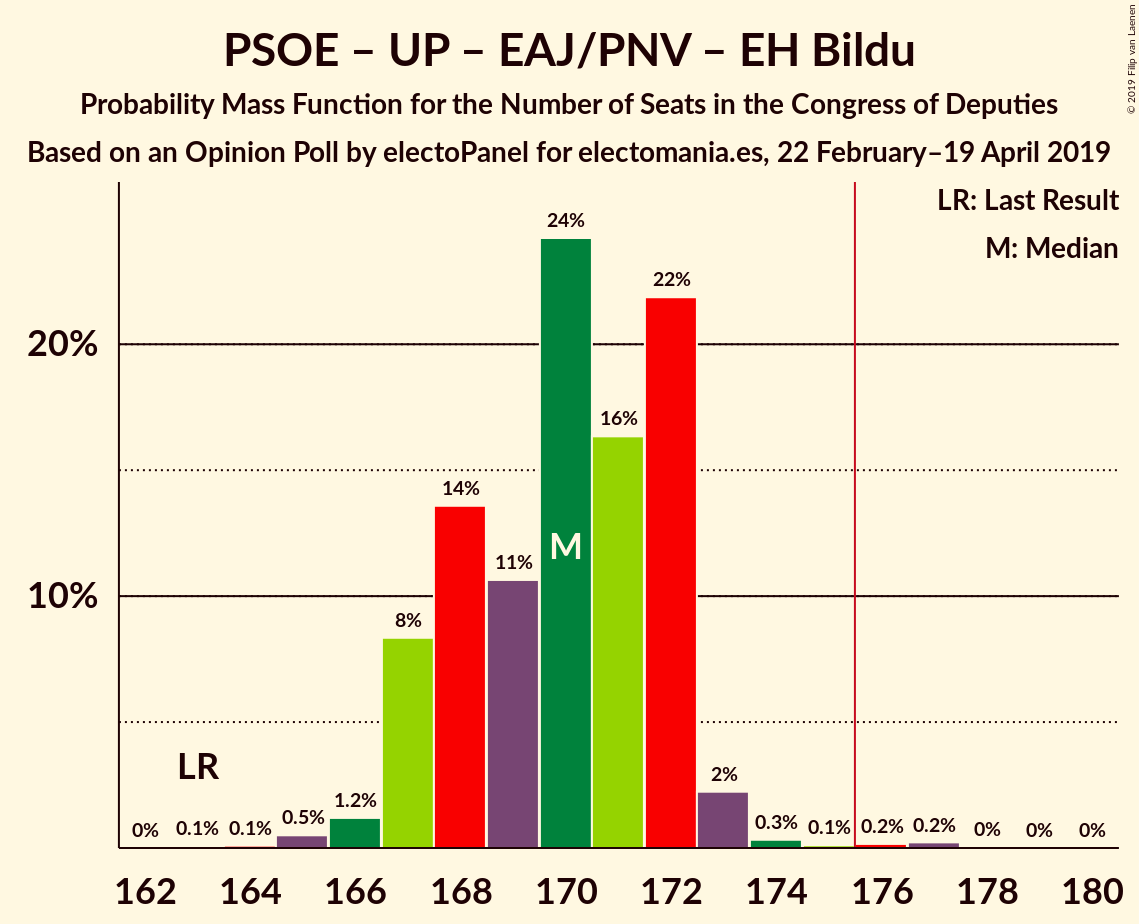 © 2019 Filip van Laenen
PSOE – UP – EAJ/PNV – EH Bildu
Probability Mass Function for the Number of Seats in the Congress of Deputies
Based on an Opinion Poll by electoPanel for electomania.es, 22 February–19 April 2019
LR: Last Result
M: Median
20%
10%
0%
0.1%
0.1%
0.5%
1.2%
8%
14%
11%
24%
16%
22%
2%
0.3%
0.1%
0.2%
0.2%
0%
0%
0%
LR
M
162 164 166 168 170 172 174 176 178 180